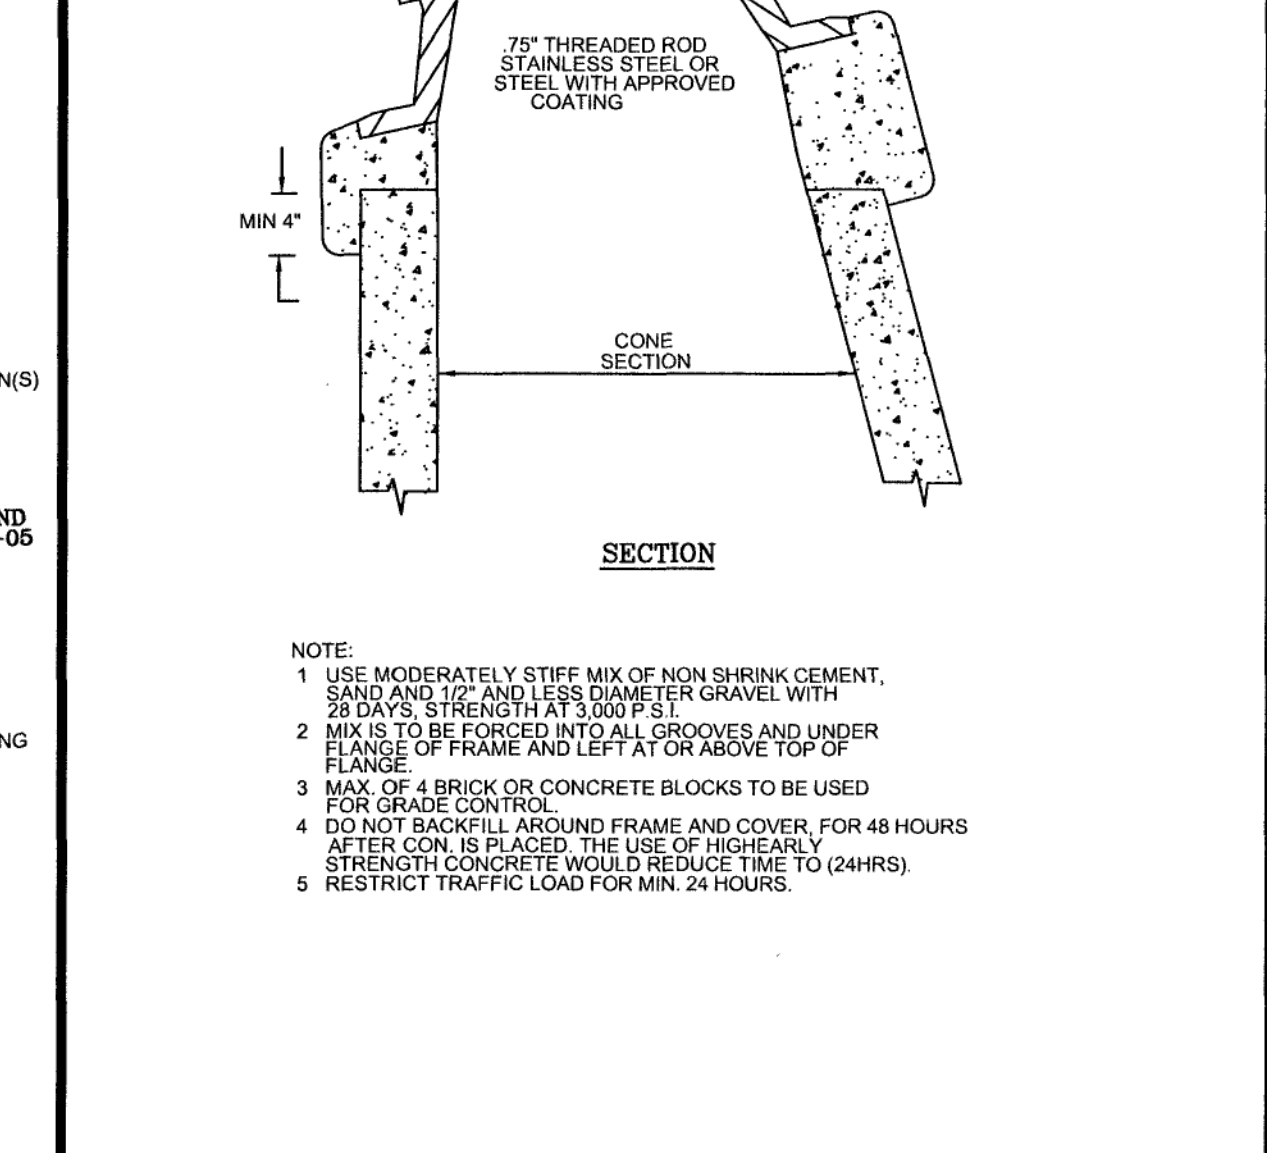 .75" THREADED ROD
STAINLESS STEEL OR
STEEL WITH APPROVED
COATING
MIN 4"
CONE
SECTION
N(S)
ND
-05
SECTION
NOTE:
1 USE MODERATELY STIFF MIX OF NON SHRINK CEMENT,
SAND AND 1/2" AND LESS DIAMETER GRAVEL WITH
28 DAYS, STRENGTH AT 3,000 P.S.I.
2 MIX IS TO BE FORCED INTO ALL GROOVES AND UNDER
FLANGE OF FRAME AND LEFT AT OR ABOVE TOP OF
FLANGE.
NG
3 MAX. OF 4 BRICK OR CONCRETE BLOCKS TO BE USED
FOR GRADE CONTROL.
4 DO NOT BACKFILL AROUND FRAME AND COVER, FOR 48 HOURS
AFTER CON. IS PLACED. THE USE OF HIGHEARLY
STRENGTH CONCRETE WOULD REDUCE TIME TO (24HRS).
5 RESTRICT TRAFFIC LOAD FOR MIN. 24 HOURS.